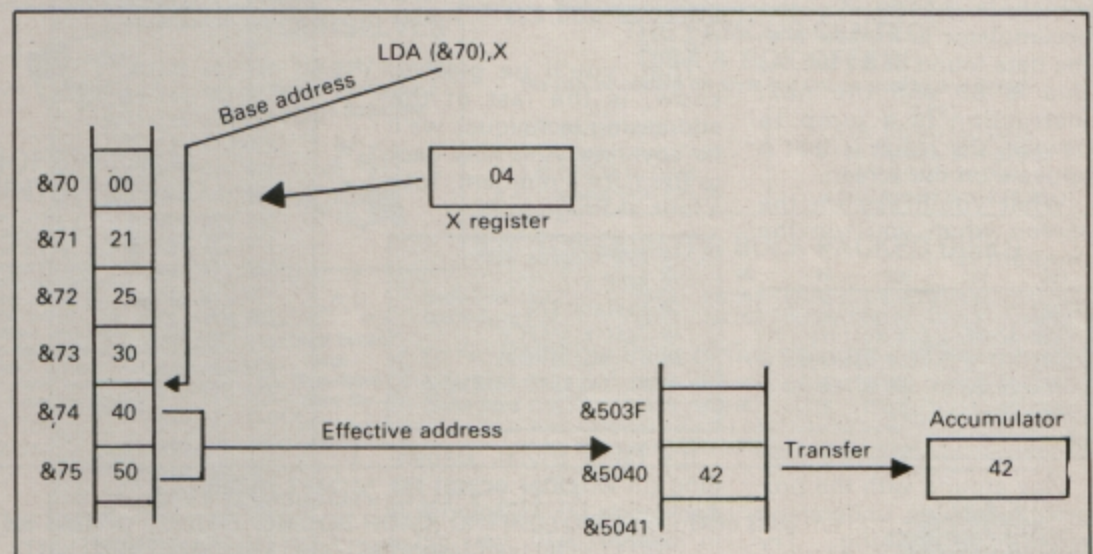 LDA (&70),X
Base address
&70 00
04
X register
&71 21
&72 25
&73 30
&74 40
&75 50
Effective address
&503F
&5040 42
&5041
Transfer
Accumulator
42